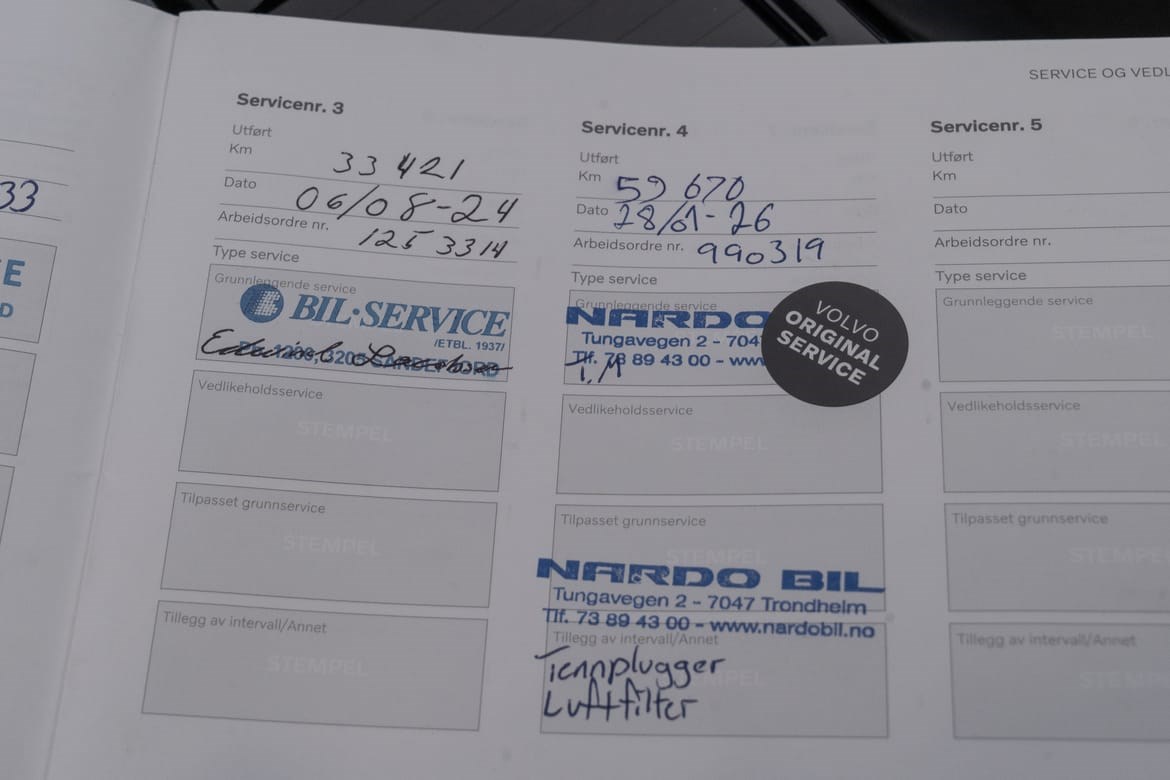 SERVICE OG VEDL
33
E
D
Servicenr. 3
Utført
Km 33 421
Dato 06/08-24
Arbeidsordre nr. 125 3314
Type service
Grunnleggende service
BIL·SERVICE
/ETBL. 1937/
Vedlikeholdsservice
STEMPEL
Tilpasset grunnservice
STEMPEL
Tillegg av intervall/Annet
STEMPEL
Servicenr. 4
Utført
Km 59 670
Dato 28/01-26
Arbeidsordre nr. 990319
Type service
Grunnleggende service
NARDO
Tungavegen 2 - 704
Tlf. 73 89 43 00 - www
T.M
VOLVO
ORIGINAL
SERVICE
Vedlikeholdsservice
STEMPEL
Tilpasset grunnservice
STEMPEL
NARDO BIL
Tungavegen 2 - 7047 Trondheim
Tlf. 73 89 43 00 - www.nardobil.no
Tillegg av intervall/Annet
Tennplugger
Luftfilter
Servicenr. 5
Utført
Km
Dato
Arbeidsordre nr.
Type service
Grunnleggende service
STEMPEL
Vedlikeholdsservice
STEMPEL
Tilpasset grunnservice
STEMPEL
Tillegg av intervall/Annet
STEMPEL